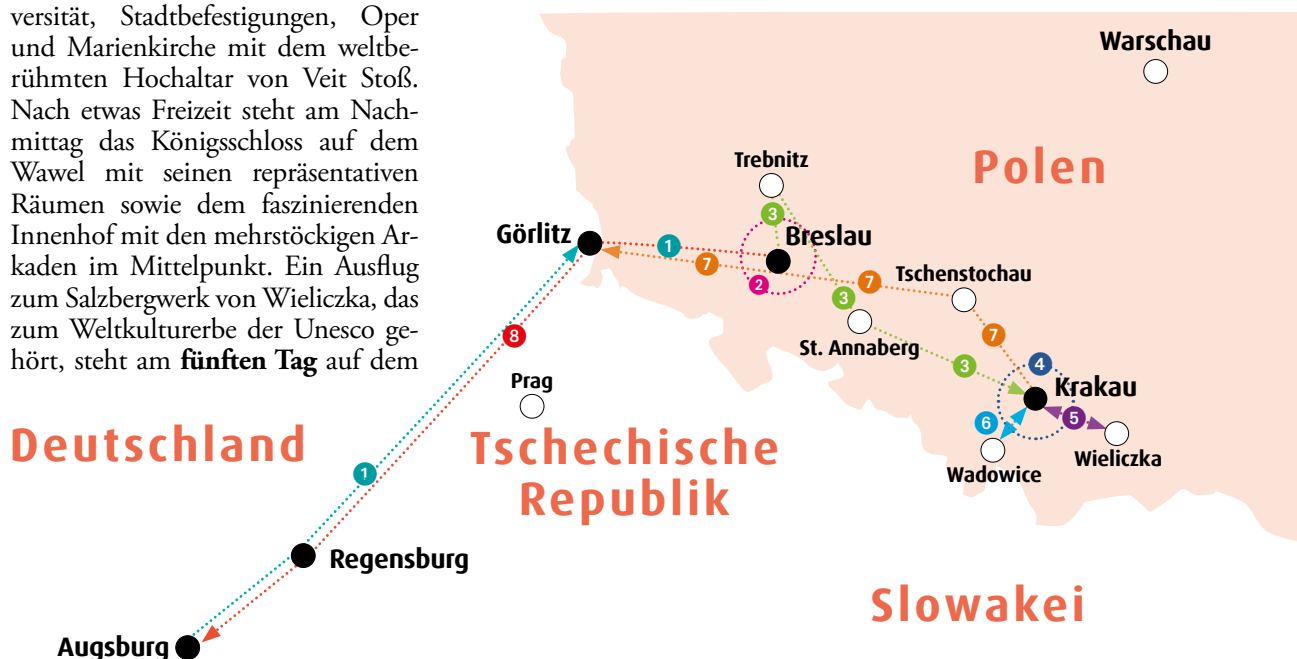 versität, Stadtbefestigungen, Oper
und Marienkirche mit dem weltbe-
rühmten Hochaltar von Veit Stoß.
Nach etwas Freizeit steht am Nach-
mittag das Königsschloss auf dem
Wawel mit seinen repräsentativen
Räumen sowie dem faszinierenden
Innenhof mit den mehrstöckigen Ar-
kaden im Mittelpunkt. Ein Ausflug
zum Salzbergwerk von Wieliczka, das
zum Weltkulturerbe der Unesco ge-
hört, steht am fünften Tag auf dem
Warschau
Polen
Trebnitz
3
Görlitz
1
Breslau
7
2
7
Tschenstochau
3
8
7
St. Annaberg
3
4
Prag
Krakau
6
5
Wadowice
Wieliczka
Deutschland
Tschechische
Republik
1
Regensburg
Slowakei
Augsburg